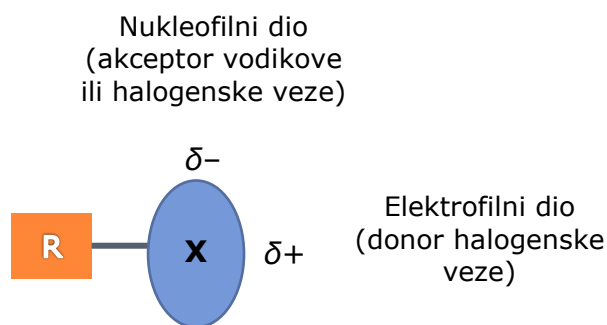 Nukleofilni dio
(akceptor vodikove
ili halogenske veze)
δ–
R
X
δ+
Elektrofilni dio
(donor halogenske
veze)